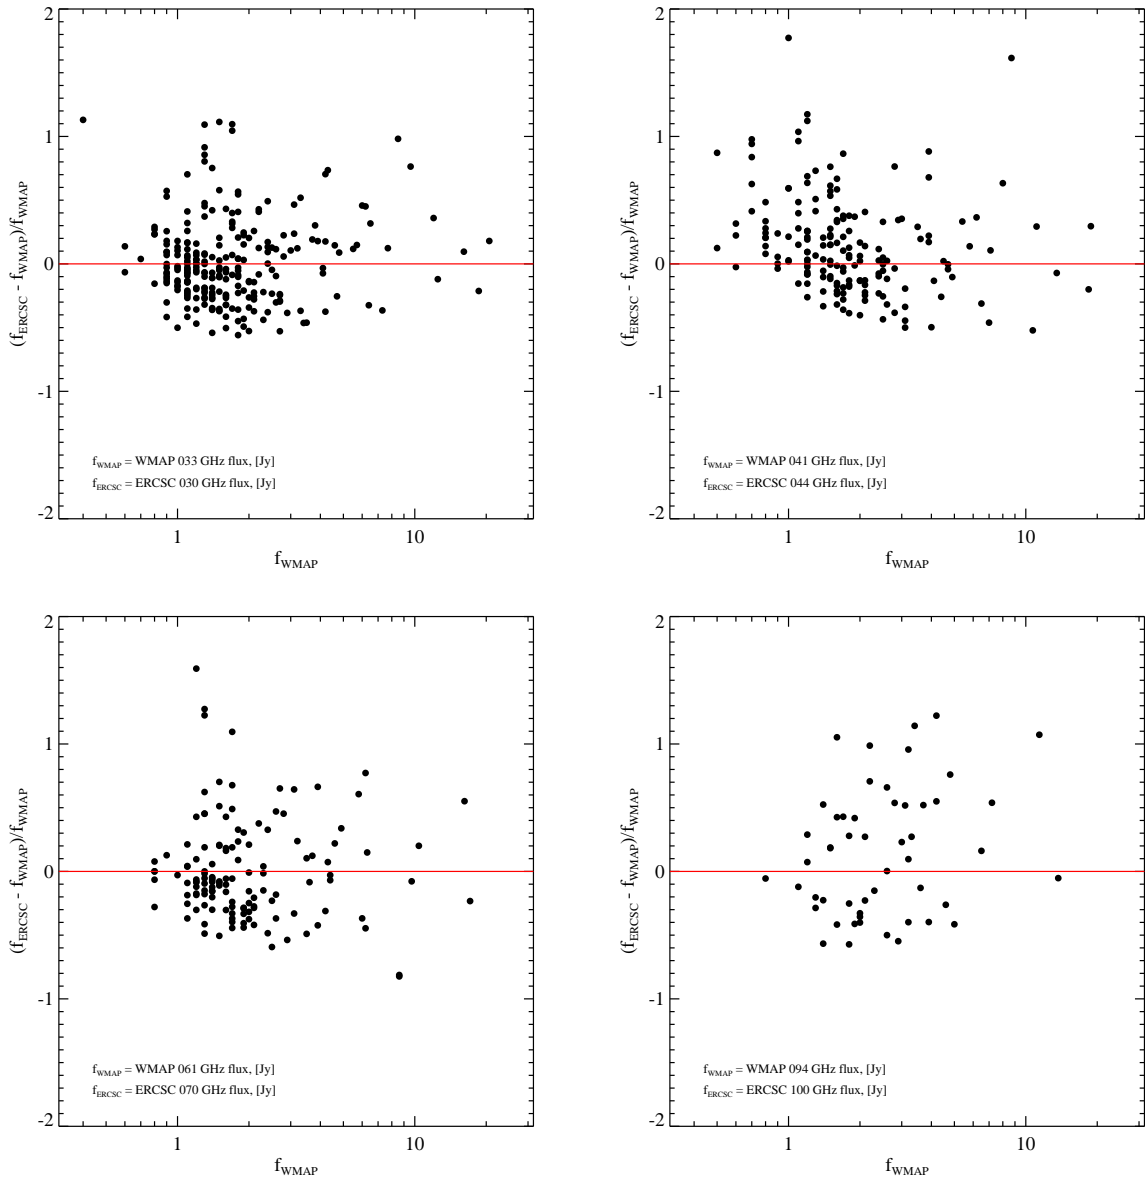 2
1
0
-1
-2
(f_ERCSC - f_WMAP)/f_WMAP
f_WMAP = WMAP 033 GHz flux, [Jy]
f_ERCSC = ERCSC 030 GHz flux, [Jy]
1 10
f_WMAP
2
1
0
-1
-2
(f_ERCSC - f_WMAP)/f_WMAP
f_WMAP = WMAP 041 GHz flux, [Jy]
f_ERCSC = ERCSC 044 GHz flux, [Jy]
1 10
f_WMAP
2
1
0
-1
-2
(f_ERCSC - f_WMAP)/f_WMAP
f_WMAP = WMAP 061 GHz flux, [Jy]
f_ERCSC = ERCSC 070 GHz flux, [Jy]
1 10
f_WMAP
2
1
0
-1
-2
(f_ERCSC - f_WMAP)/f_WMAP
f_WMAP = WMAP 094 GHz flux, [Jy]
f_ERCSC = ERCSC 100 GHz flux, [Jy]
1 10
f_WMAP